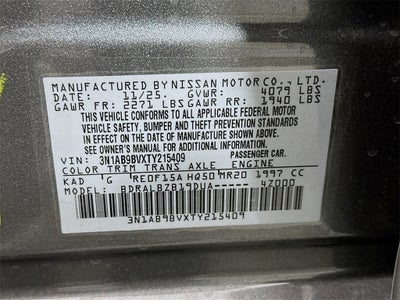 MANUFACTURED BY NISSAN MOTOR CO., LTD.
DATE: 11/25. GVWR: 4079 LBS
GAWR FR: 2271 LBS GAWR RR: 1940 LBS
THIS VEHICLE CONFORMS TO ALL APPLICABLE FEDERAL MOTOR
VEHICLE SAFETY, BUMPER AND THEFT PREVENTION STANDARDS
IN EFFECT ON THE DATE OF MANUFACTURE SHOWN ABOVE.
SEE OWNER'S MANUAL FOR ADDITIONAL INFORMATION
VIN: 3N1AB9BVXTY215409 PASSENGER CAR.
COLOR TRIM TRANS AXLE ENGINE
KAD G RE0F15A HQ50 MR20 1997 CC
MODEL: BDRALBZB19DUA----- 4Z000
3N1AB9BVXTY215409